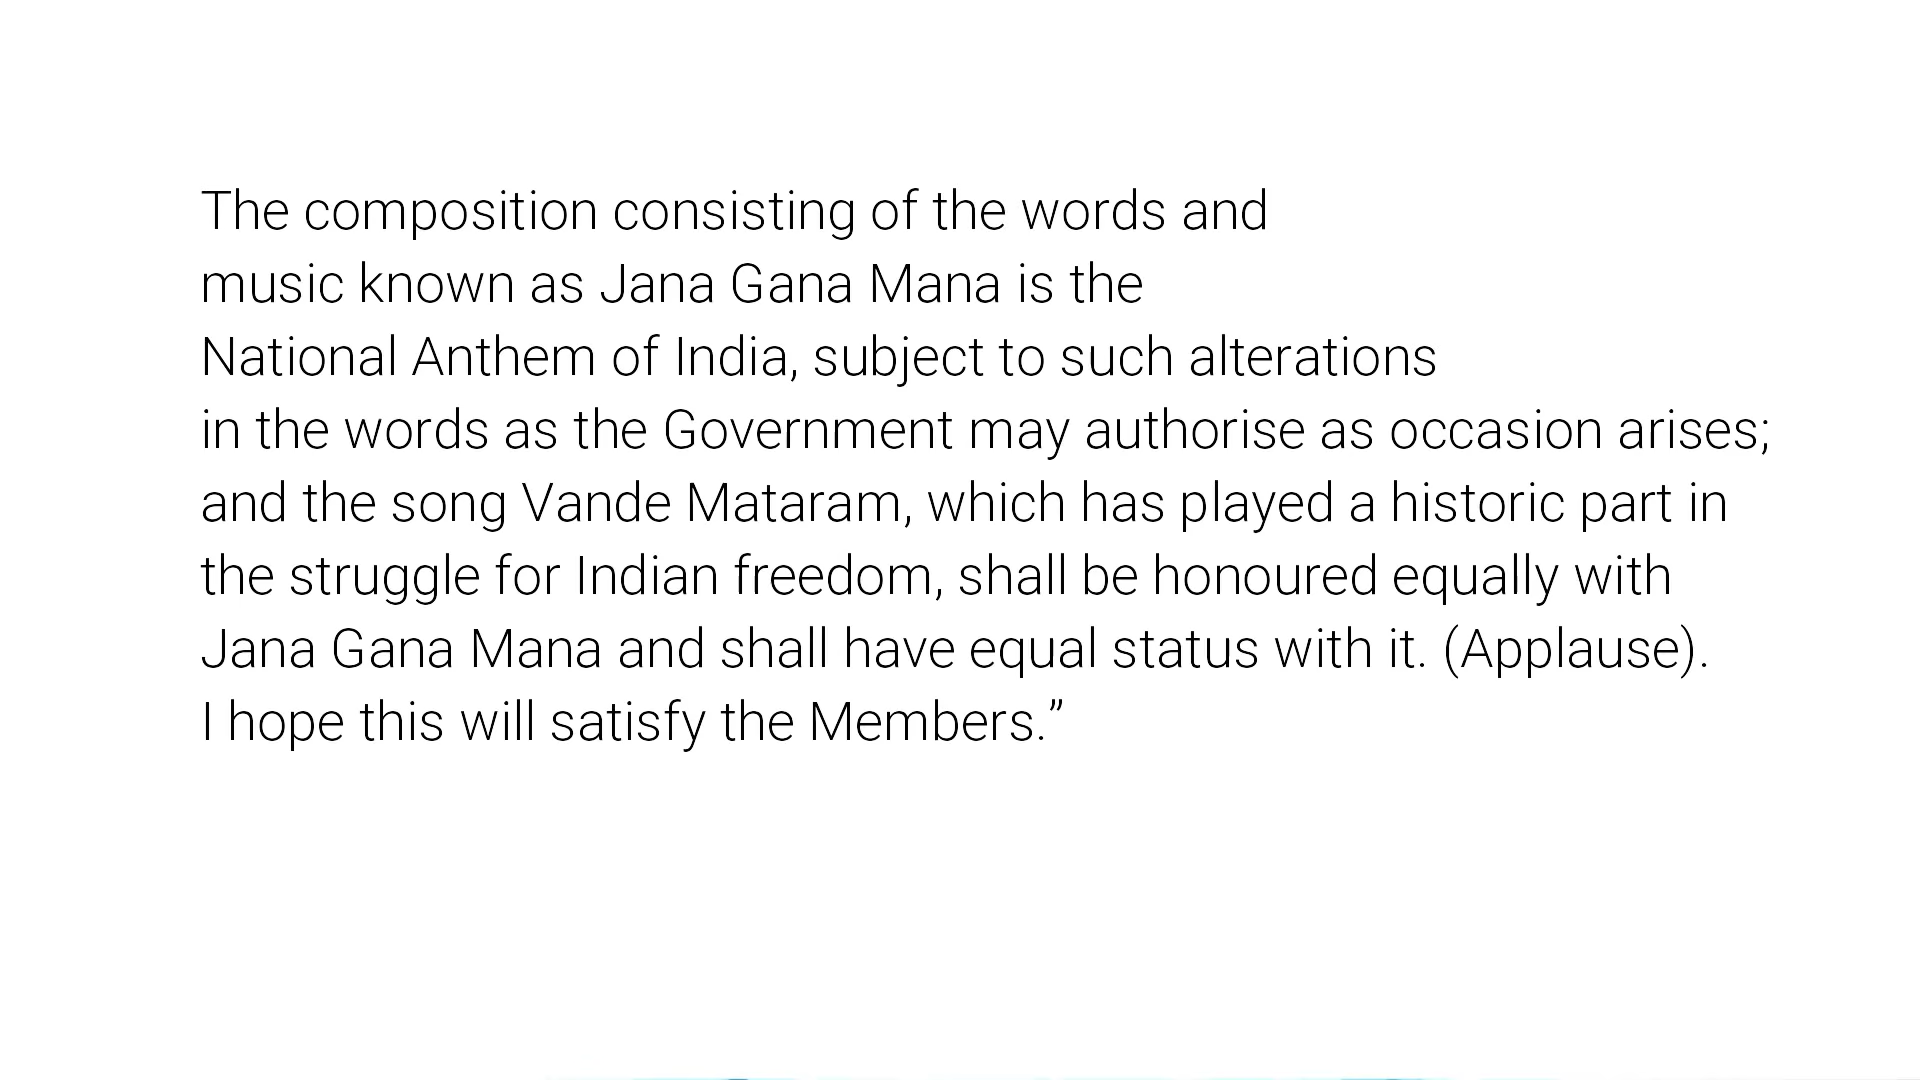 The composition consisting of the words and
music known as Jana Gana Mana is the
National Anthem of India, subject to such alterations
in the words as the Government may authorise as occasion arises;
and the song Vande Mataram, which has played a historic part in
the struggle for Indian freedom, shall be honoured equally with
Jana Gana Mana and shall have equal status with it. (Applause).
I hope this will satisfy the Members.”